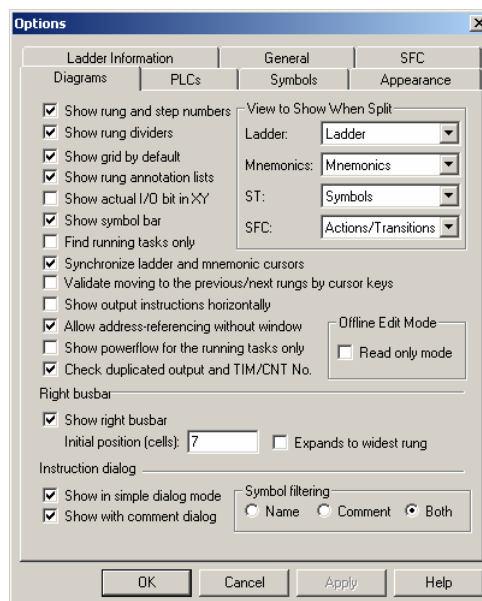 Options
Ladder Information General SFC
Diagrams PLCs Symbols Appearance
Show rung and step numbers
Show rung dividers
Show grid by default
Show rung annotation lists
Show actual I/O bit in XY
Show symbol bar
Find running tasks only
View to Show When Split
Ladder: Ladder
Mnemonics: Mnemonics
ST: Symbols
SFC: Actions/Transitions
Synchronize ladder and mnemonic cursors
Validate moving to the previous/next rungs by cursor keys
Show output instructions horizontally
Allow address-referencing without window
Show powerflow for the running tasks only
Check duplicated output and TIM/CNT No.
Offline Edit Mode
Read only mode
Right busbar
Show right busbar
Initial position (cells): 7 Expands to widest rung
Instruction dialog
Show in simple dialog mode
Show with comment dialog
Symbol filtering
Name Comment Both
OK Cancel Apply Help